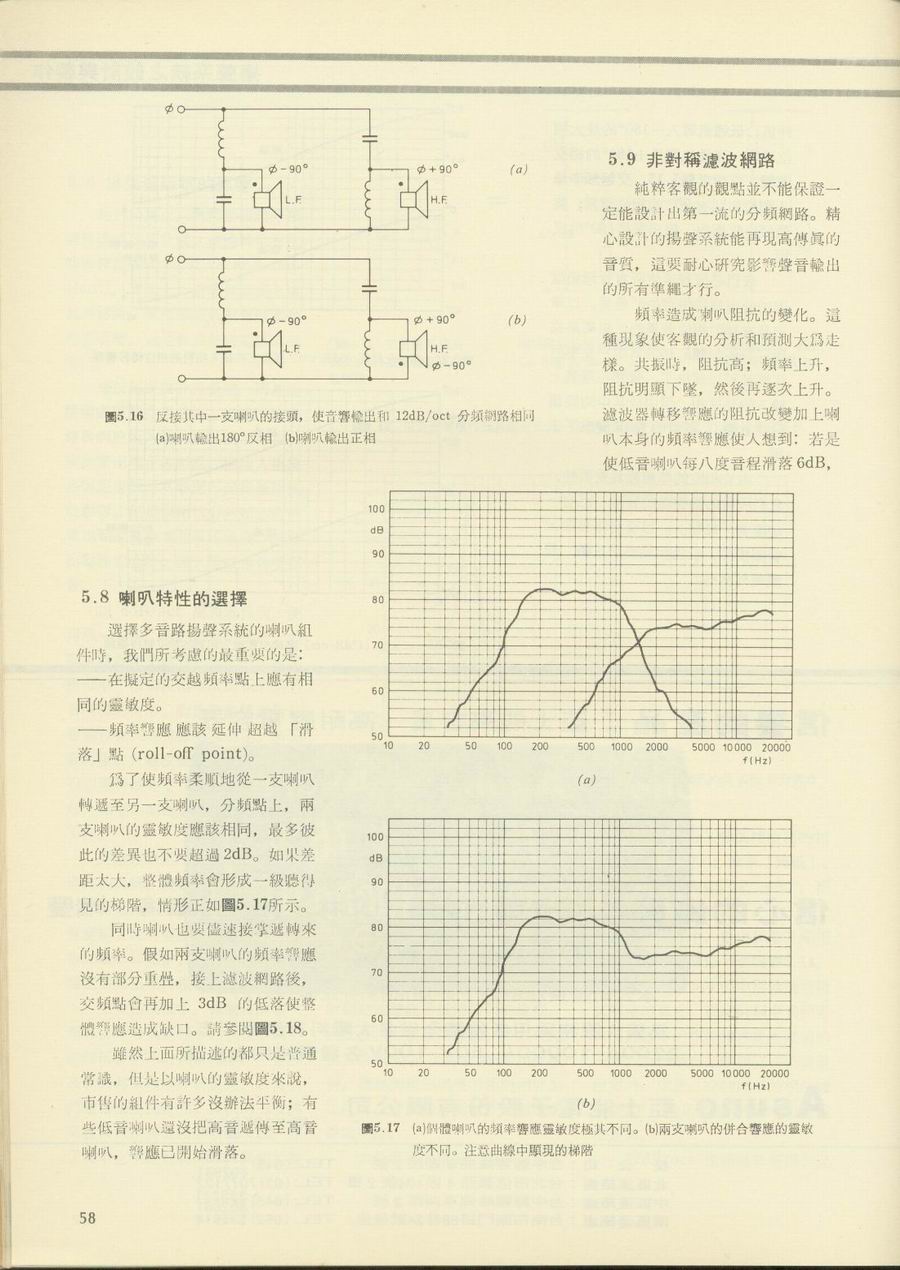 ø
ø−90°
ø+90°
(a)
L.F.
H.F.
ø
ø−90°
ø+90°
(b)
L.F.
H.F.
ø−90°
圖5.16 反接其中一支喇叭的接頭，使音響輸出和 12dB/oct 分頻網路相同
(a)喇叭輸出180°反相 (b)喇叭輸出正相
5.8 喇叭特性的選擇
選擇多音路揚聲系統的喇叭組
件時，我們所考慮的最重要的是：
——在擬定的交越頻率點上應有相
同的靈敏度。
——頻率響應應該延伸超越「滑
落」點 (roll-off point)。
爲了使頻率柔順地從一支喇叭
轉遞至另一支喇叭，分頻點上，兩
支喇叭的靈敏度應該相同，最多彼
此的差異也不要超過2dB。如果差
距太大，整體頻率會形成一級聽得
見的梯階，情形正如圖5.17所示。
同時喇叭也要儘速接掌遞轉來
的頻率。假如兩支喇叭的頻率響應
沒有部分重疊，接上濾波網路後，
交頻點會再加上 3dB 的低落使整
體響應造成缺口。請參閱圖5.18。
雖然上面所描述的都只是普通
常識，但是以喇叭的靈敏度來說，
市售的組件有許多沒辦法平衡；有
些低音喇叭還沒把高音遞傳至高音
喇叭，響應已開始滑落。
5.9 非對稱濾波網路
純粹客觀的觀點並不能保證一
定能設計出第一流的分頻網路。精
心設計的揚聲系統能再現高傳眞的
音質，這要耐心研究影響聲音輸出
的所有準繩才行。
頻率造成喇叭阻抗的變化。這
種現象使客觀的分析和預測大爲走
樣。共振時，阻抗高；頻率上升，
阻抗明顯下墜，然後再逐次上升。
濾波器轉移響應的阻抗改變加上喇
叭本身的頻率響應使人想到：若是
使低音喇叭每八度音程滑落6dB，
100
dB
90
80
70
60
50
10 20 50 100 200 500 1000 2000 5000 10000 20000
f(Hz)
(a)
100
dB
90
80
70
60
50
10 20 50 100 200 500 1000 2000 5000 10000 20000
f(Hz)
(b)
圖5.17 (a)個體喇叭的頻率響應靈敏度極其不同。(b)兩支喇叭的併合響應的靈敏
度不同。注意曲線中顯現的梯階
58